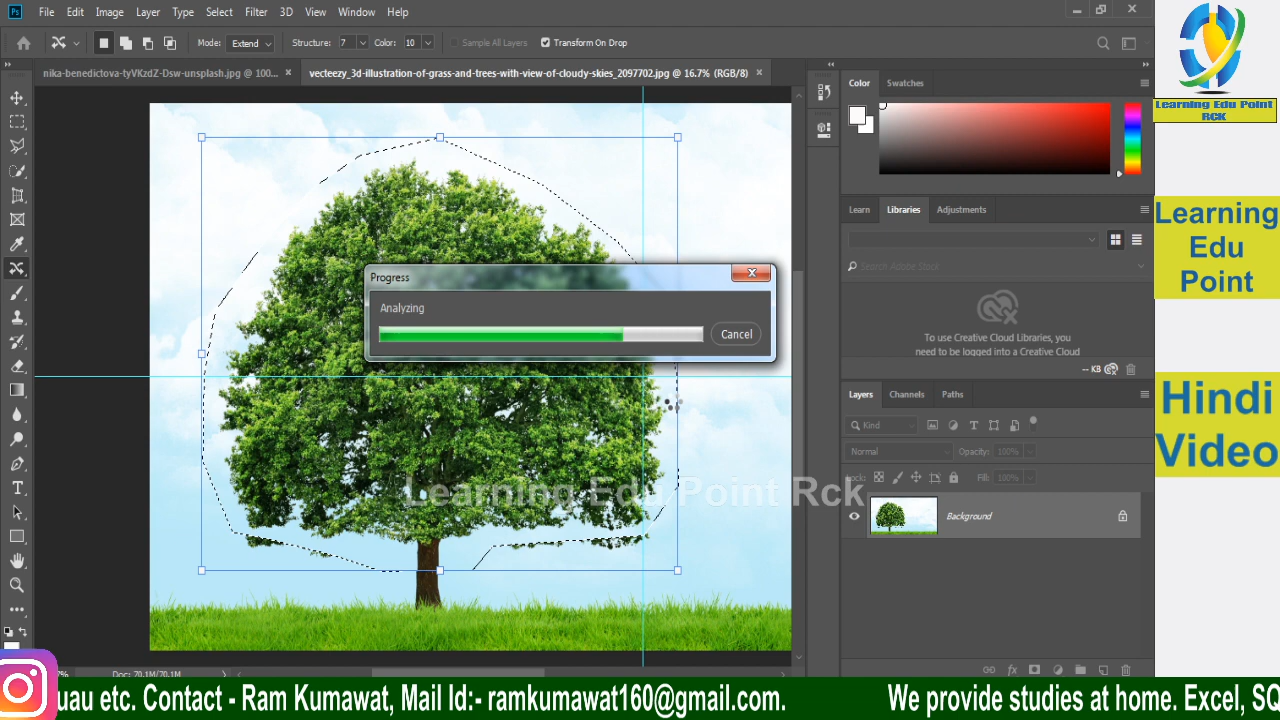 Ps File Edit Image Layer Type Select Filter 3D View Window Help
Mode: Extend Structure: 7 Color: 10 Sample All Layers Transform On Drop
nika-benedictova-tyVKzdZ-Dsw-unsplash.jpg @ 100... × vecteezy_3d-illustration-of-grass-and-trees-with-view-of-cloudy-skies_2097702.jpg @ 16.7% (RGB/8) ×
Color Swatches
Learning Edu Point
RCK
Learn Libraries Adjustments
Learning
Edu
Point
Search Adobe Stock
Progress
Analyzing
Cancel
To use Creative Cloud Libraries, you
need to be logged into a Creative Cloud
-- KB
Layers Channels Paths
Kind
Normal Opacity: 100%
Lock: Fill: 100%
Background
Hindi
Video
Learning Edu Point Rck
Doc: 70.1M/70.1M
uau etc. Contact - Ram Kumawat, Mail Id:- ramkumawat160@gmail.com. We provide studies at home. Excel, SQ